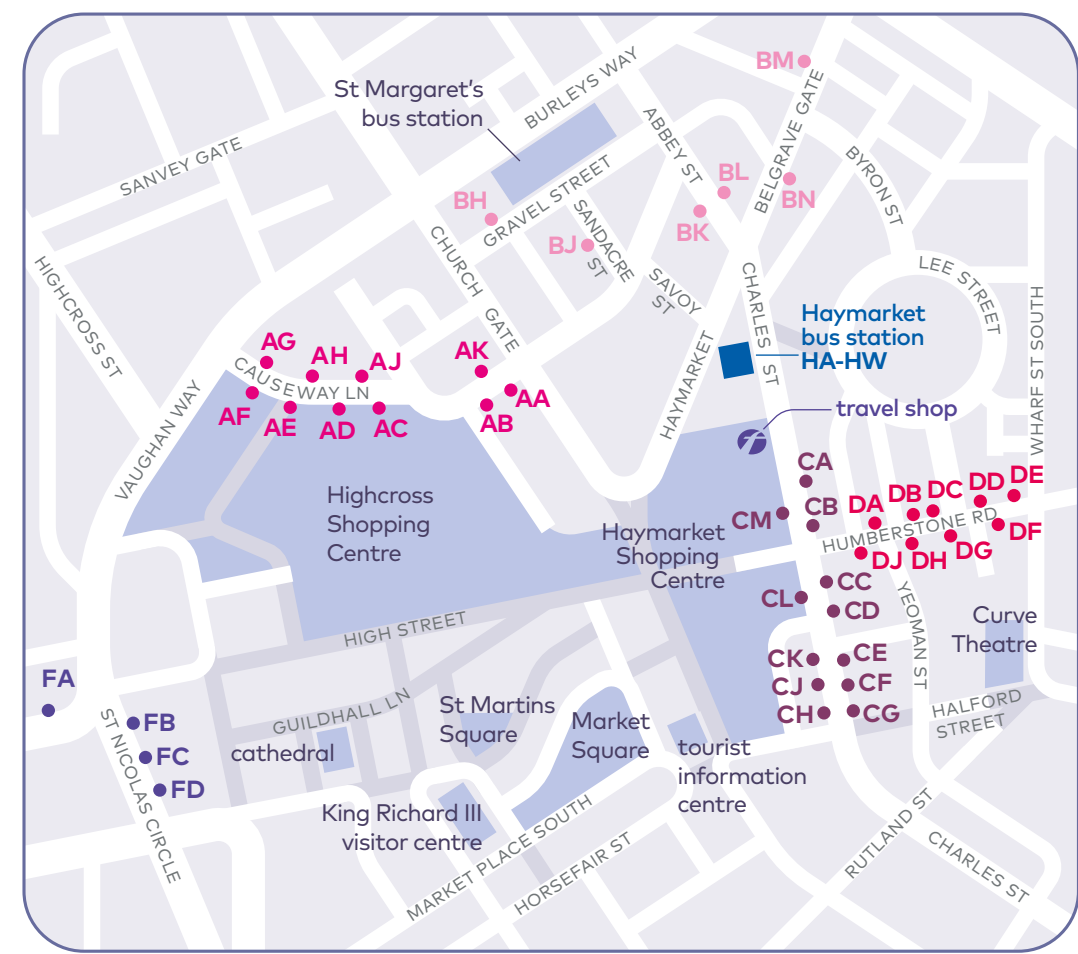 BM
St Margaret's
bus station
BURLEYS WAY
ABBEY ST
BELGRAVE GATE
BYRON ST
SANVEY GATE
BL
BN
BK
BH
GRAVEL STREET
BJ
SANDACRE
ST
SAVOY
ST
CHURCH GATE
HIGHCROSS ST
LEE STREET
CHARLES ST
WHARF ST SOUTH
Haymarket
bus station
HA-HW
HAYMARKET
AG
AH
AJ
AK
AA
AB
CAUSEWAY LN
AF
AE
AD
AC
VAUGHAN WAY
travel shop
CA
CB
CM
DA
DB
DC
DD
DE
HUMBERSTONE RD
DF
DG
DH
DJ
Highcross
Shopping
Centre
Haymarket
Shopping
Centre
CC
CL
CD
YEOMAN ST
Curve
Theatre
HIGH STREET
CK
CE
CJ
CF
CH
CG
HALFORD
STREET
FA
FB
FC
FD
ST NICOLAS CIRCLE
GUILDHALL LN
cathedral
St Martins
Square
Market
Square
tourist
information
centre
King Richard III
visitor centre
MARKET PLACE SOUTH
HORSEFAIR ST
RUTLAND ST
CHARLES ST